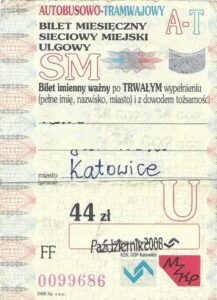 AUTOBUSOWO-TRAMWAJOWY
BILET MIESIĘCZNY A-T
SIECIOWY MIEJSKI
ULGOWY
SM
Bilet imienny ważny po TRWAŁYM wypełnieniu
(pełne imię, nazwisko, miasto) i z dowodem tożsamości
miasto Katowice
(gmina)
44 zł U
Październik 2008
KZK GOP Katowice
FF
0099686